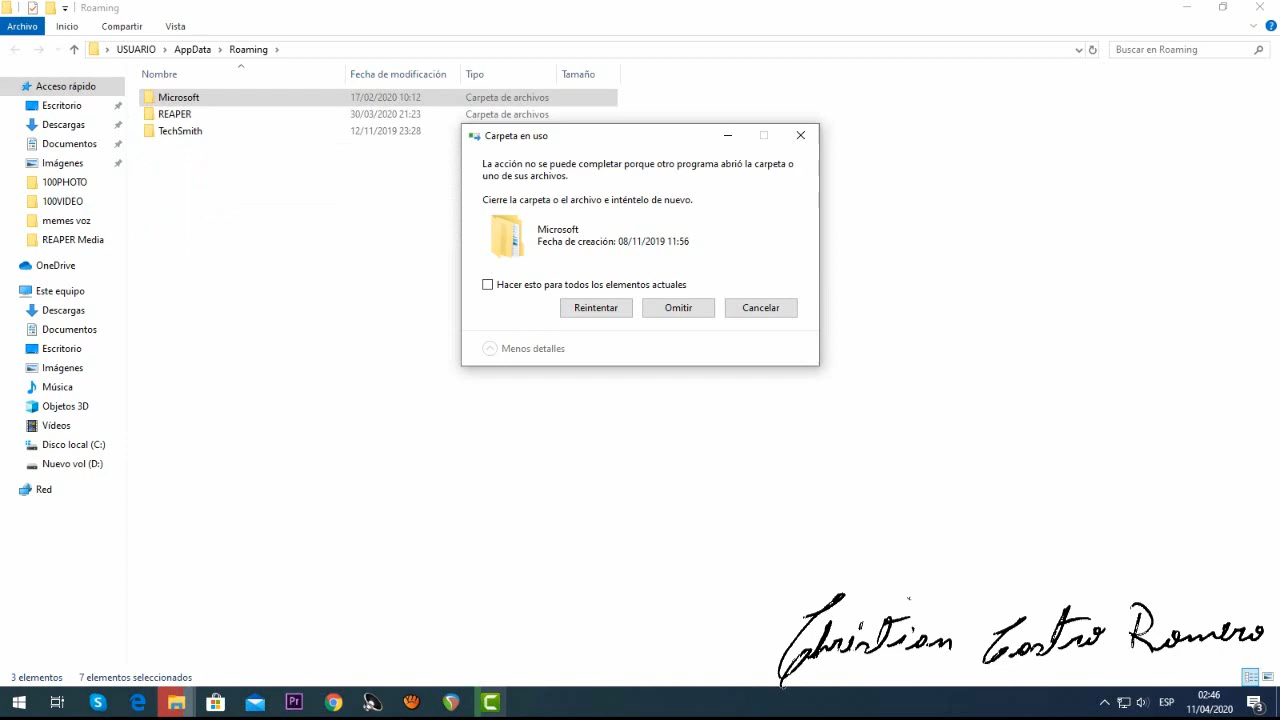 Roaming
Archivo Inicio Compartir Vista
USUARIO AppData Roaming Buscar en Roaming
Nombre Fecha de modificación Tipo Tamaño
Acceso rápido
Escritorio
Descargas
Documentos
Imágenes
100PHOTO
100VIDEO
memes voz
REAPER Media
OneDrive
Este equipo
Descargas
Documentos
Escritorio
Imágenes
Música
Objetos 3D
Vídeos
Disco local (C:)
Nuevo vol (D:)
Red
Microsoft 17/02/2020 10:12 Carpeta de archivos
REAPER 30/03/2020 21:23 Carpeta de archivos
TechSmith 12/11/2019 23:28
Carpeta en uso
La acción no se puede completar porque otro programa abrió la carpeta o
uno de sus archivos.
Cierre la carpeta o el archivo e inténtelo de nuevo.
Microsoft
Fecha de creación: 08/11/2019 11:56
Hacer esto para todos los elementos actuales
Reintentar Omitir Cancelar
Menos detalles
Christian Castro Romero
3 elementos 7 elementos seleccionados
ESP
02:46
11/04/2020
3